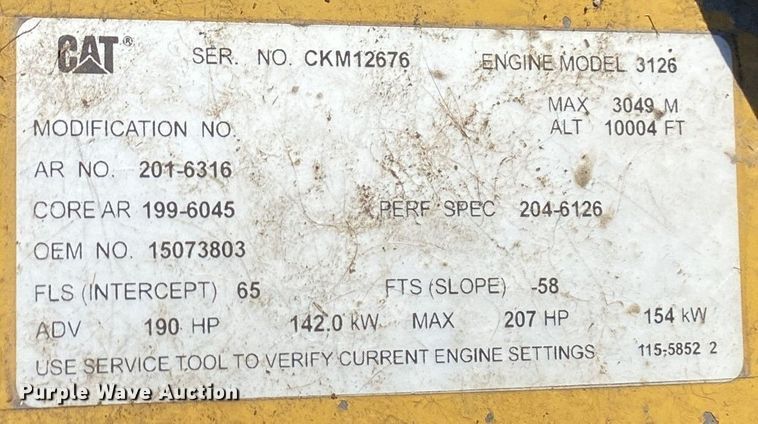 CAT® SER. NO. CKM12676 ENGINE MODEL 3126
MAX 3049 M
MODIFICATION NO. ALT 10004 FT
AR NO. 201-6316
CORE AR 199-6045 PERF SPEC 204-6126
OEM NO. 15073803
FLS (INTERCEPT) 65 FTS (SLOPE) -58
ADV 190 HP 142.0 kW MAX 207 HP 154 kW
USE SERVICE TOOL TO VERIFY CURRENT ENGINE SETTINGS 115-5852 2
Purple Wave Auction